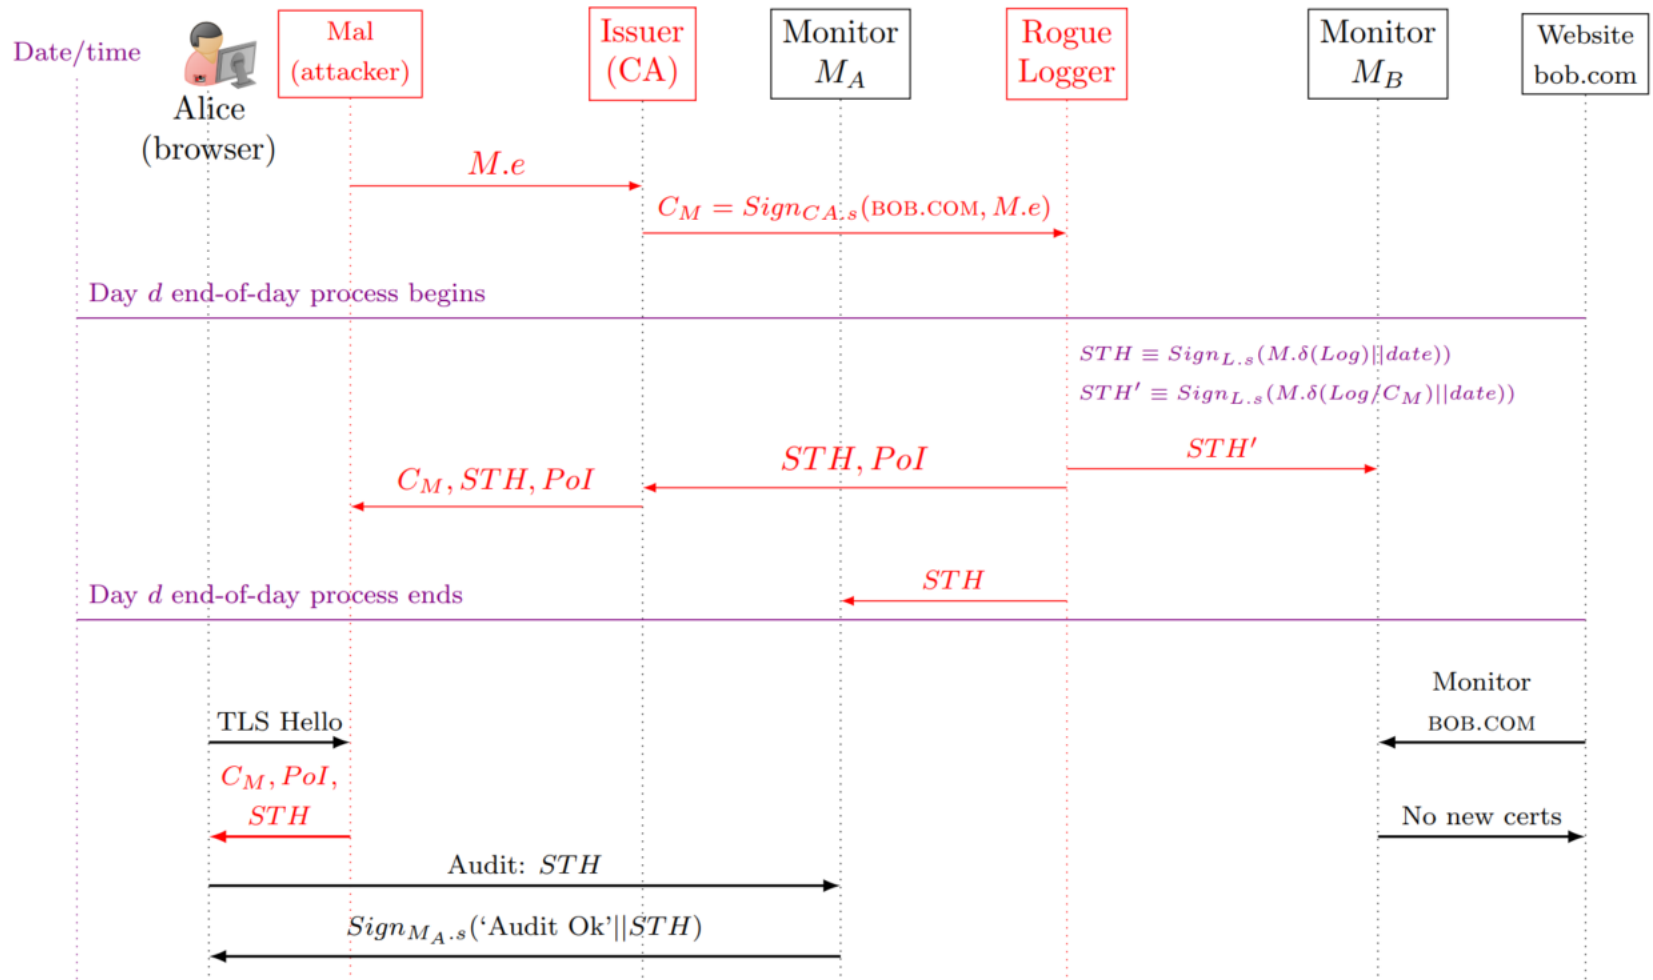 Date/time
Alice
(browser)
Mal
(attacker)
Issuer
(CA)
Monitor
M_A
Rogue
Logger
Monitor
M_B
Website
bob.com
M.e
C_M = Sign_{CA.s}(BOB.COM, M.e)
Day d end-of-day process begins
STH ≡ Sign_{L.s}(M.δ(Log)||date))
STH′ ≡ Sign_{L.s}(M.δ(Log/C_M)||date))
STH′
STH, PoI
C_M, STH, PoI
STH
Day d end-of-day process ends
Monitor
BOB.COM
TLS Hello
C_M, PoI,
STH
No new certs
Audit: STH
Sign_{M_A.s}(‘Audit Ok’||STH)